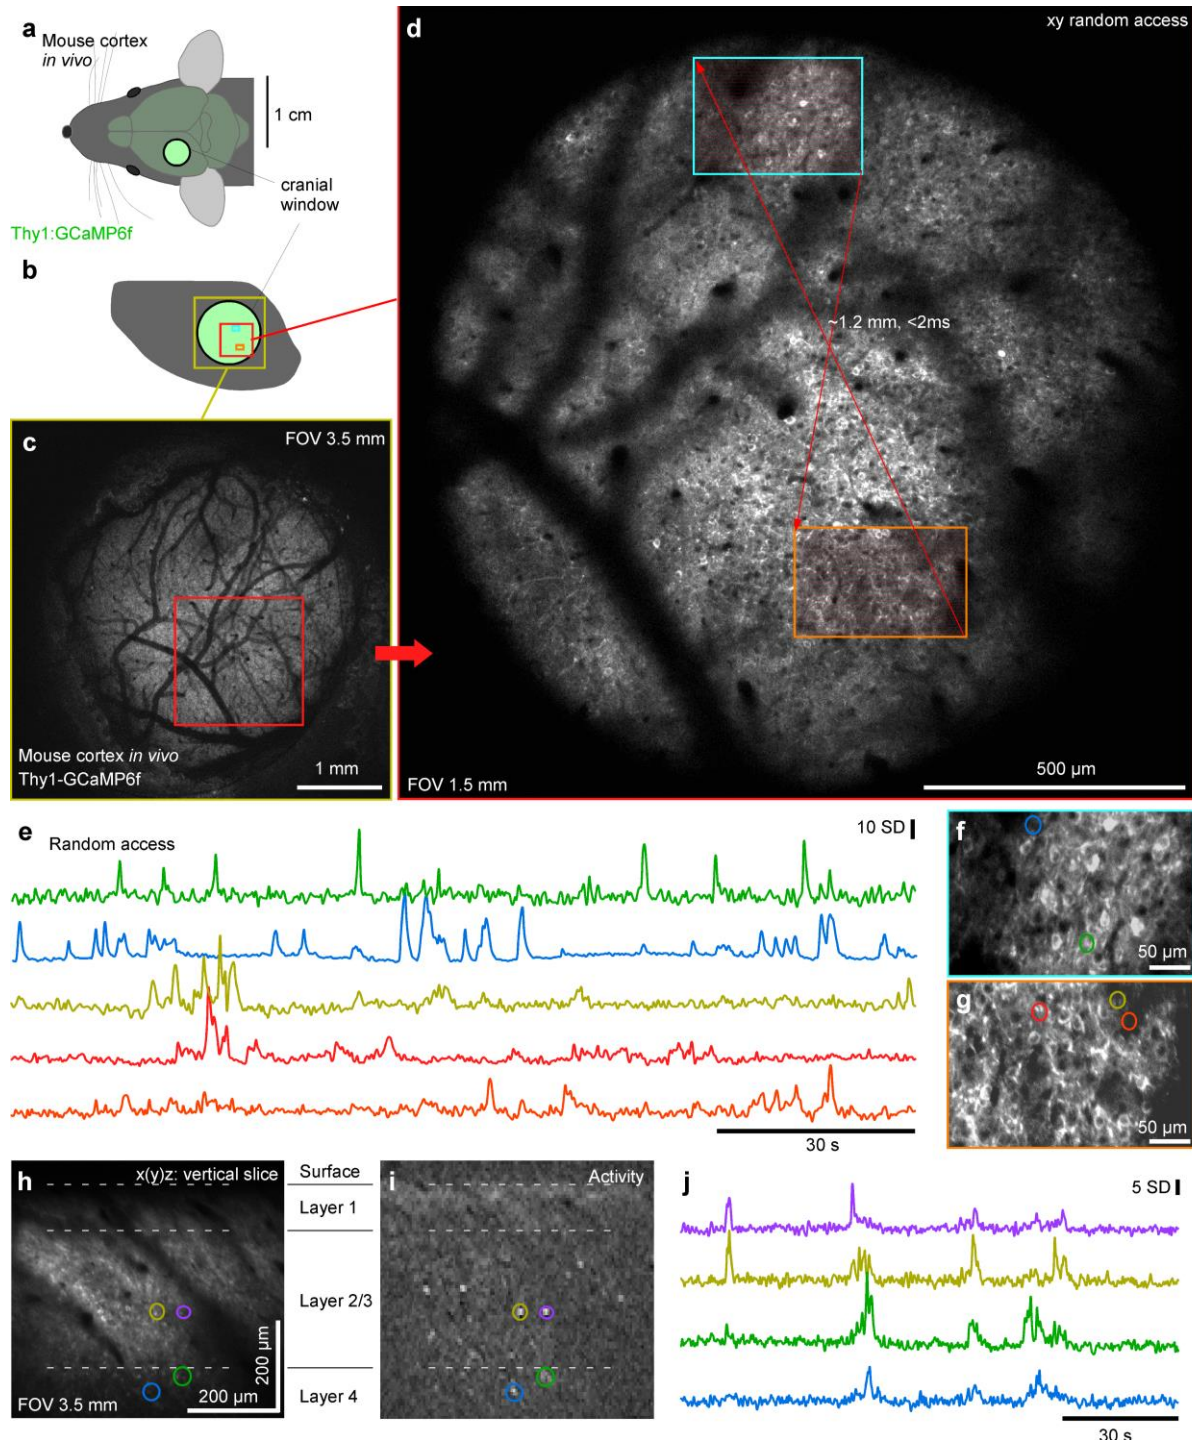 a
Mouse cortex
in vivo
1 cm
cranial
window
Thy1:GCaMP6f
b
c
FOV 3.5 mm
Mouse cortex in vivo
Thy1-GCaMP6f
1 mm
d
xy random access
~1.2 mm, <2ms
FOV 1.5 mm
500 µm
e
Random access
10 SD
30 s
f
50 µm
g
50 µm
h
x(y)z: vertical slice
FOV 3.5 mm
200 µm
200 µm
Surface
Layer 1
Layer 2/3
Layer 4
i
Activity
j
5 SD
30 s